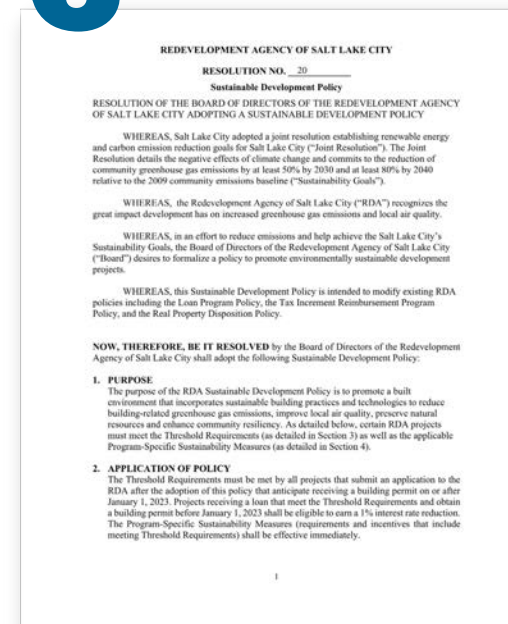 REDEVELOPMENT AGENCY OF SALT LAKE CITY
RESOLUTION NO. 20
Sustainable Development Policy
RESOLUTION OF THE BOARD OF DIRECTORS OF THE REDEVELOPMENT AGENCY
OF SALT LAKE CITY ADOPTING A SUSTAINABLE DEVELOPMENT POLICY
WHEREAS, Salt Lake City adopted a joint resolution establishing renewable energy
and carbon emission reduction goals for Salt Lake City ("Joint Resolution"). The Joint
Resolution details the negative effects of climate change and commits to the reduction of
community greenhouse gas emissions by at least 50% by 2030 and at least 80% by 2040
relative to the 2009 community emissions baseline ("Sustainability Goals").
WHEREAS, the Redevelopment Agency of Salt Lake City ("RDA") recognizes the
great impact development has on increased greenhouse gas emissions and local air quality.
WHEREAS, in an effort to reduce emissions and help achieve the Salt Lake City's
Sustainability Goals, the Board of Directors of the Redevelopment Agency of Salt Lake City
("Board") desires to formalize a policy to promote environmentally sustainable development
projects.
WHEREAS, this Sustainable Development Policy is intended to modify existing RDA
policies including the Loan Program Policy, the Tax Increment Reimbursement Program
Policy, and the Real Property Disposition Policy.
NOW, THEREFORE, BE IT RESOLVED by the Board of Directors of the Redevelopment
Agency of Salt Lake City shall adopt the following Sustainable Development Policy:
1. PURPOSE
The purpose of the RDA Sustainable Development Policy is to promote a built
environment that incorporates sustainable building practices and technologies to reduce
building-related greenhouse gas emissions, improve local air quality, preserve natural
resources and enhance community resiliency. As detailed below, certain RDA projects
must meet the Threshold Requirements (as detailed in Section 3) as well as the applicable
Program-Specific Sustainability Measures (as detailed in Section 4).
2. APPLICATION OF POLICY
The Threshold Requirements must be met by all projects that submit an application to the
RDA after the adoption of this policy that anticipate receiving a building permit on or after
January 1, 2023. Projects receiving a loan that meet the Threshold Requirements and obtain
a building permit before January 1, 2023 shall be eligible to earn a 1% interest rate reduction.
The Program-Specific Sustainability Measures (requirements and incentives that include
meeting Threshold Requirements) shall be effective immediately.
1